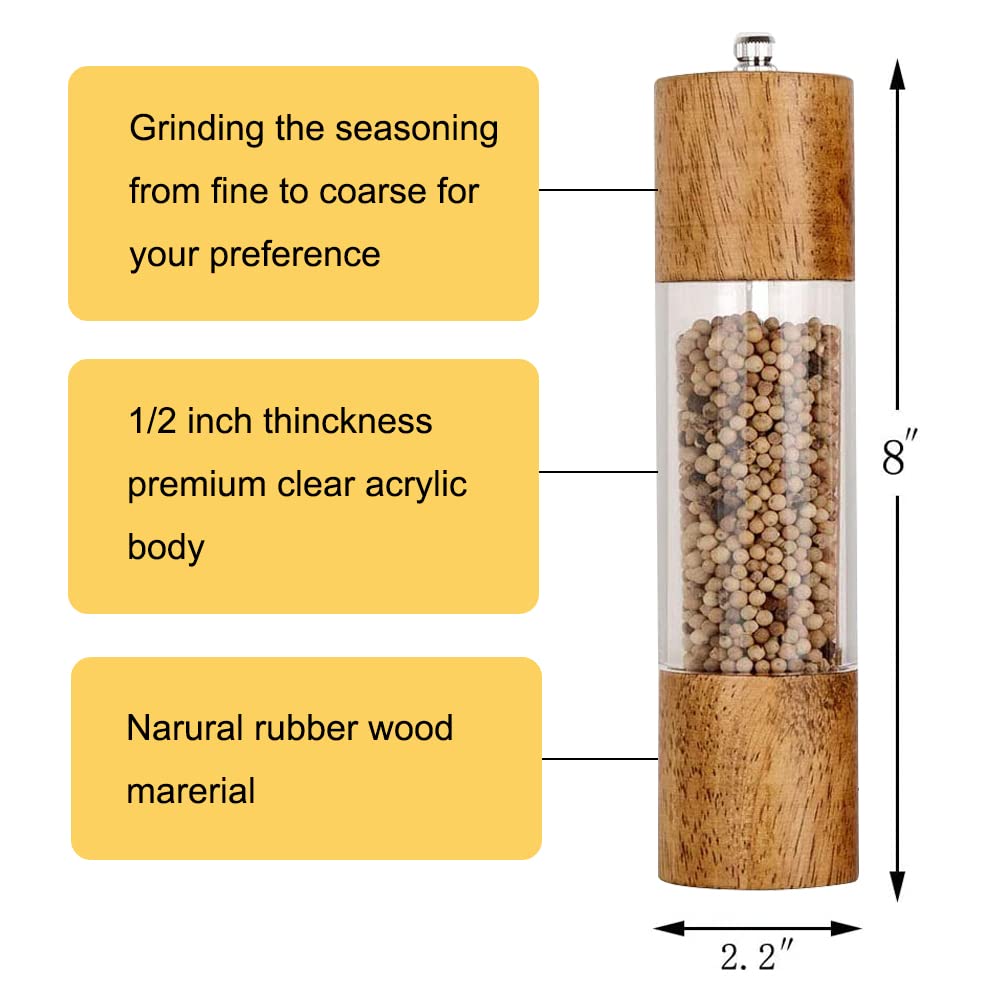 Grinding the seasoning
from fine to coarse for
your preference
1/2 inch thinckness
premium clear acrylic
body
Narural rubber wood
marerial
8"
2.2"